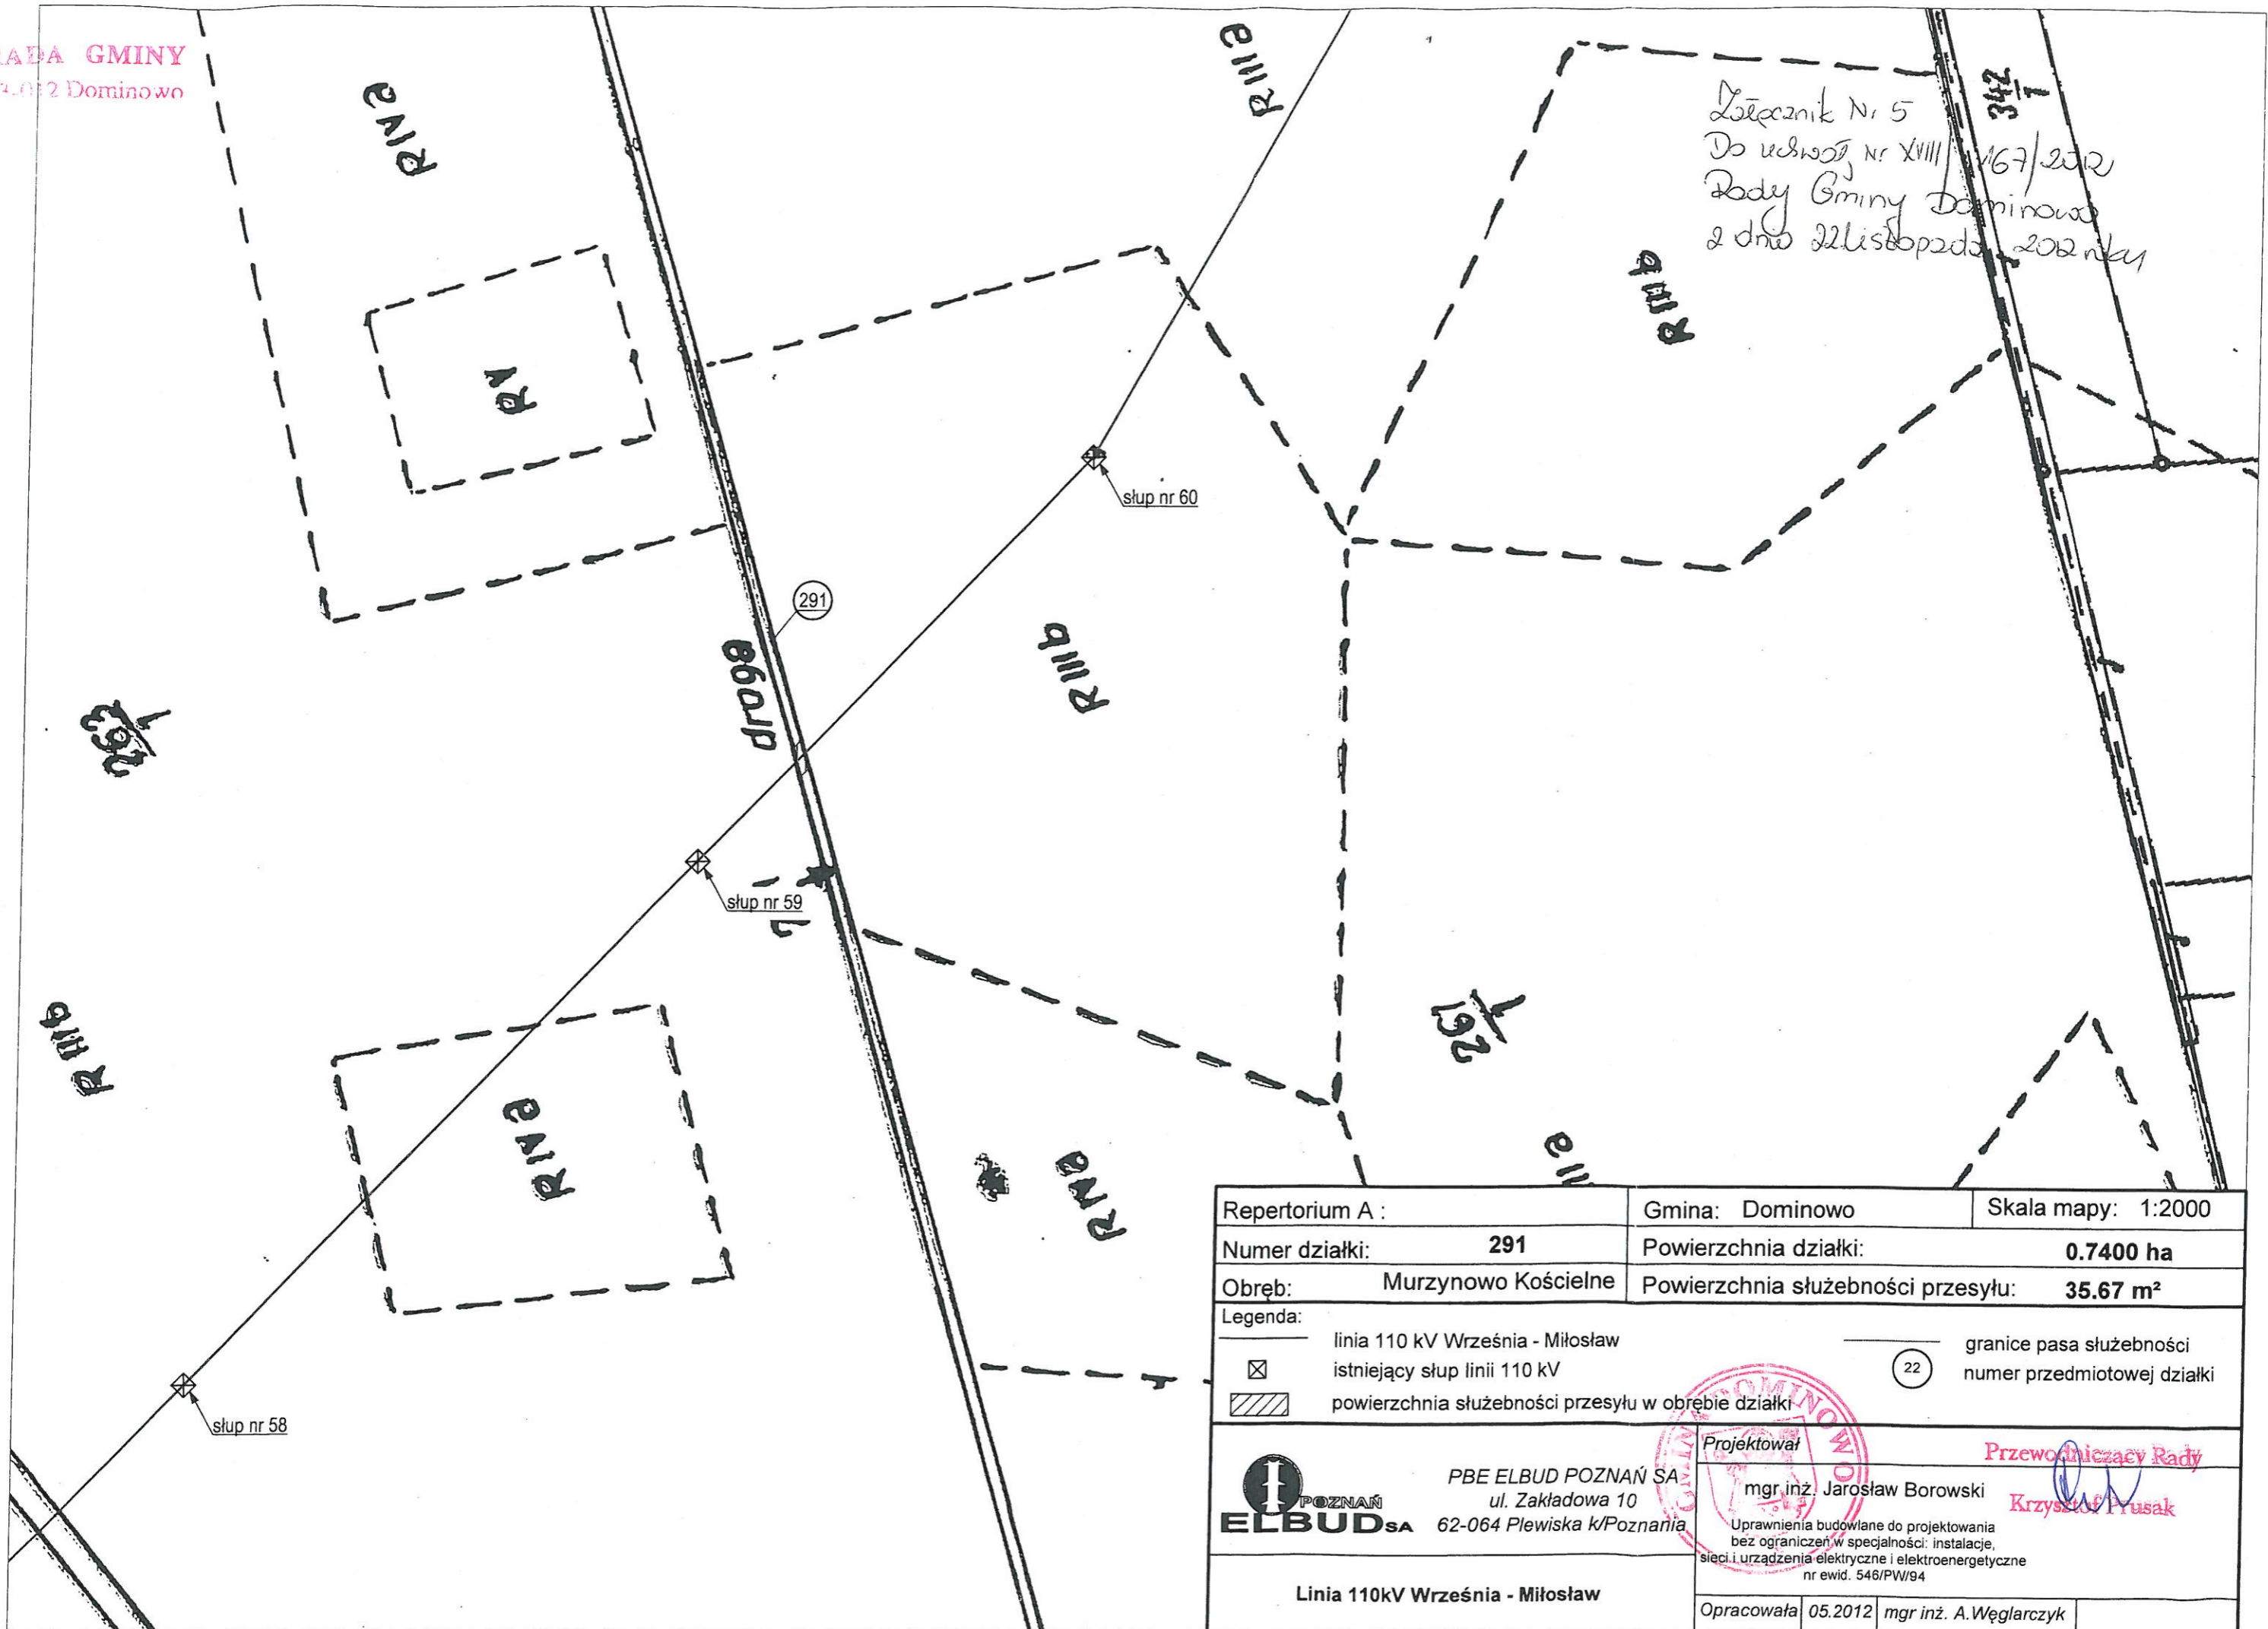 RADA GMINY
Dominowo
Załącznik Nr 5
Do uchwały Nr XVIII/167/2012
Rady Gminy Dominowo
z dnia 22 listopada 2012 roku
RIVa
RIIIa
342/1
RIIIb
RV
słup nr 60
291
droga
RIIIb
263/1
słup nr 59
RIIIb
267/1
RIVa
RIVa
IIa
słup nr 58
Repertorium A :
Gmina: Dominowo
Skala mapy: 1:2000
Numer działki: 291
Powierzchnia działki: 0.7400 ha
Obręb: Murzynowo Kościelne
Powierzchnia służebności przesyłu: 35.67 m²
Legenda:
linia 110 kV Września - Miłosław
granice pasa służebności
istniejący słup linii 110 kV
22 numer przedmiotowej działki
powierzchnia służebności przesyłu w obrębie działki
GMINA DOMINOWO
POZNAŃ
ELBUD SA
PBE ELBUD POZNAŃ SA
ul. Zakładowa 10
62-064 Plewiska k/Poznania
Projektował
mgr inż. Jarosław Borowski
Przewodniczący Rady
Krzysztof Prusak
Uprawnienia budowlane do projektowania
bez ograniczeń w specjalności: instalacje,
sieci i urządzenia elektryczne i elektroenergetyczne
nr ewid. 546/PW/94
Linia 110kV Września - Miłosław
Opracowała 05.2012 mgr inż. A.Węglarczyk